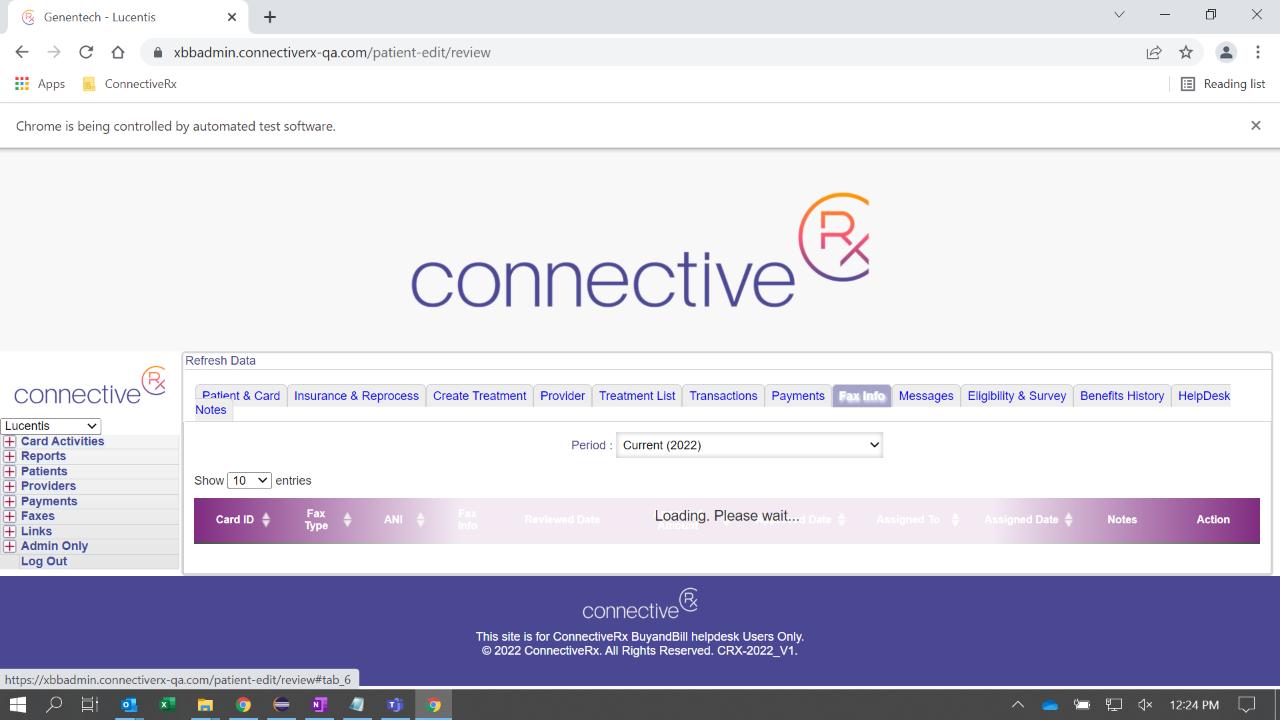 Genentech - Lucentis
xbbadmin.connectiverx-qa.com/patient-edit/review
Apps ConnectiveRx Reading list
Chrome is being controlled by automated test software.
connective Rx
connective Rx
Lucentis
Card Activities
Reports
Patients
Providers
Payments
Faxes
Links
Admin Only
Log Out
Refresh Data
Patient & Card Insurance & Reprocess Create Treatment Provider Treatment List Transactions Payments Fax Info Messages Eligibility & Survey Benefits History HelpDesk
Notes
Period : Current (2022)
Show 10 entries
Card ID Fax Type ANI Fax Info Reviewed Date Amount Date Assigned To Assigned Date Notes Action
Loading. Please wait...
connective Rx
This site is for ConnectiveRx BuyandBill helpdesk Users Only.
© 2022 ConnectiveRx. All Rights Reserved. CRX-2022_V1.
https://xbbadmin.connectiverx-qa.com/patient-edit/review#tab_6
12:24 PM